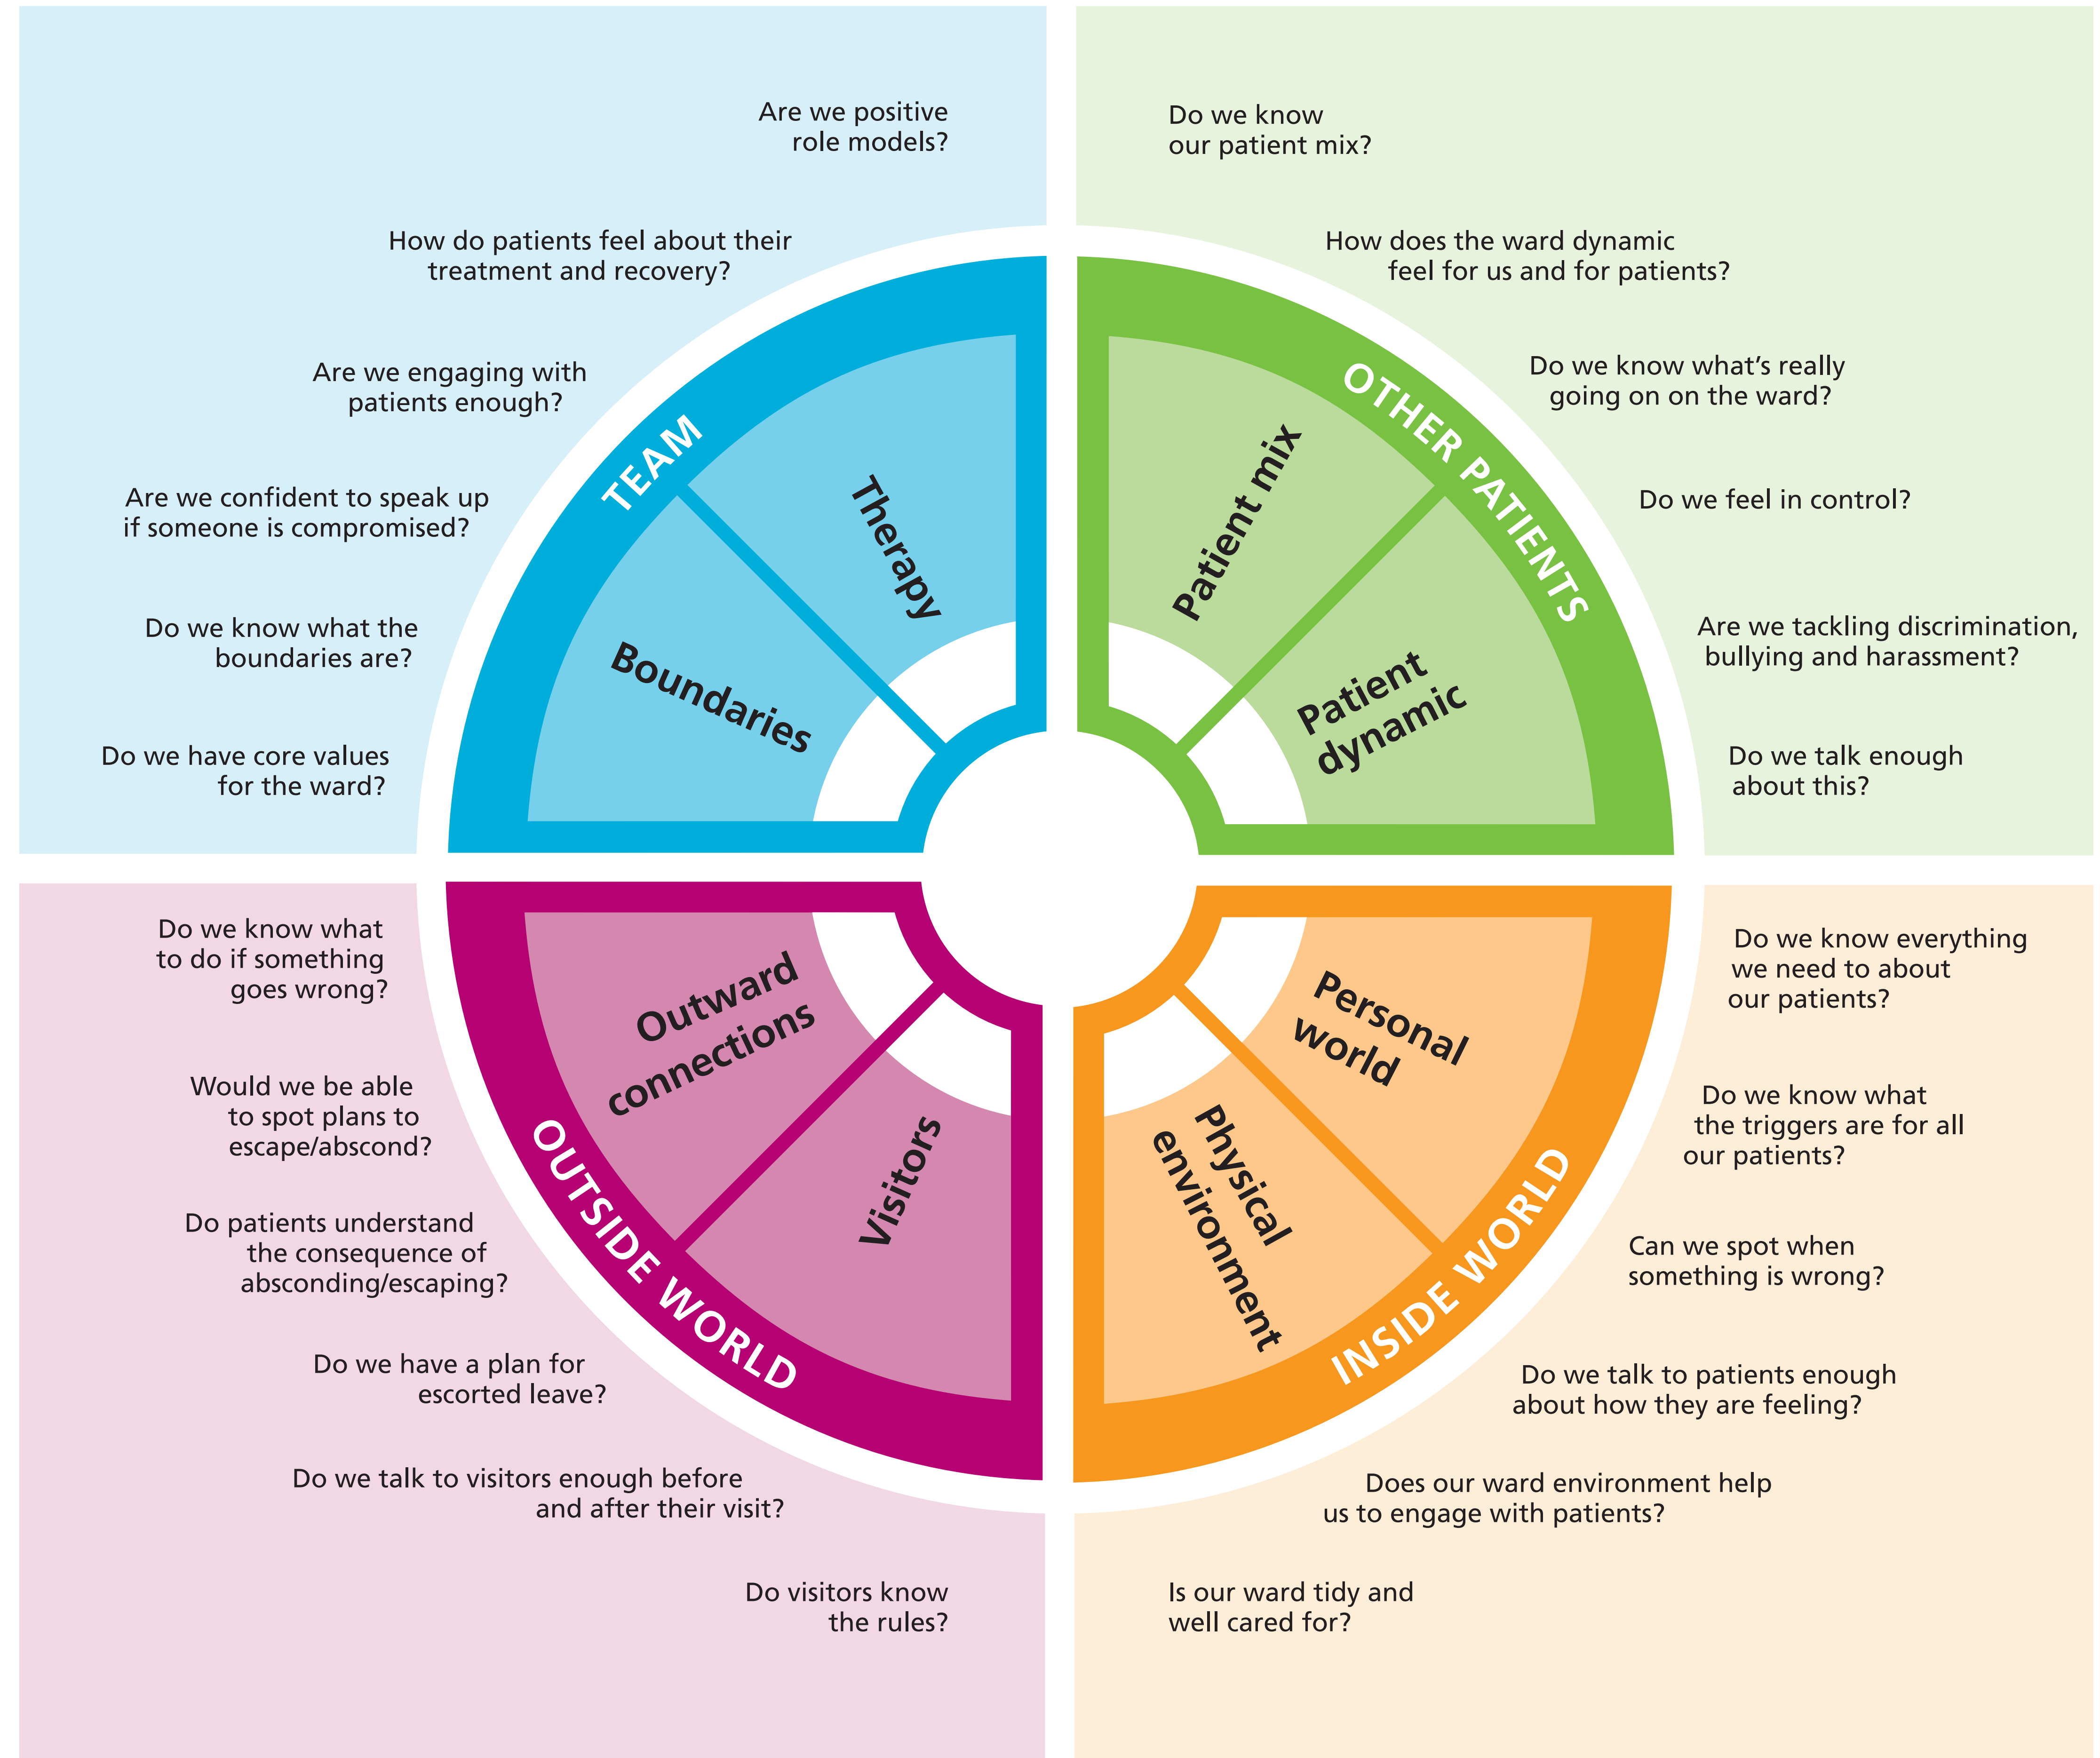 Are we positive
role models?
How do patients feel about their
treatment and recovery?
Are we engaging with
patients enough?
Are we confident to speak up
if someone is compromised?
Do we know what the
boundaries are?
Do we have core values
for the ward?
TEAM
Therapy
Boundaries
Do we know
our patient mix?
How does the ward dynamic
feel for us and for patients?
Do we know what’s really
going on on the ward?
Do we feel in control?
Are we tackling discrimination,
bullying and harassment?
Do we talk enough
about this?
OTHER PATIENTS
Patient mix
Patient
dynamic
Do we know what
to do if something
goes wrong?
Would we be able
to spot plans to
escape/abscond?
Do patients understand
the consequence of
absconding/escaping?
Do we have a plan for
escorted leave?
Do we talk to visitors enough before
and after their visit?
Do visitors know
the rules?
OUTSIDE WORLD
Outward
connections
Visitors
Do we know everything
we need to about
our patients?
Do we know what
the triggers are for all
our patients?
Can we spot when
something is wrong?
Do we talk to patients enough
about how they are feeling?
Does our ward environment help
us to engage with patients?
Is our ward tidy and
well cared for?
INSIDE WORLD
Personal
world
Physical
environment